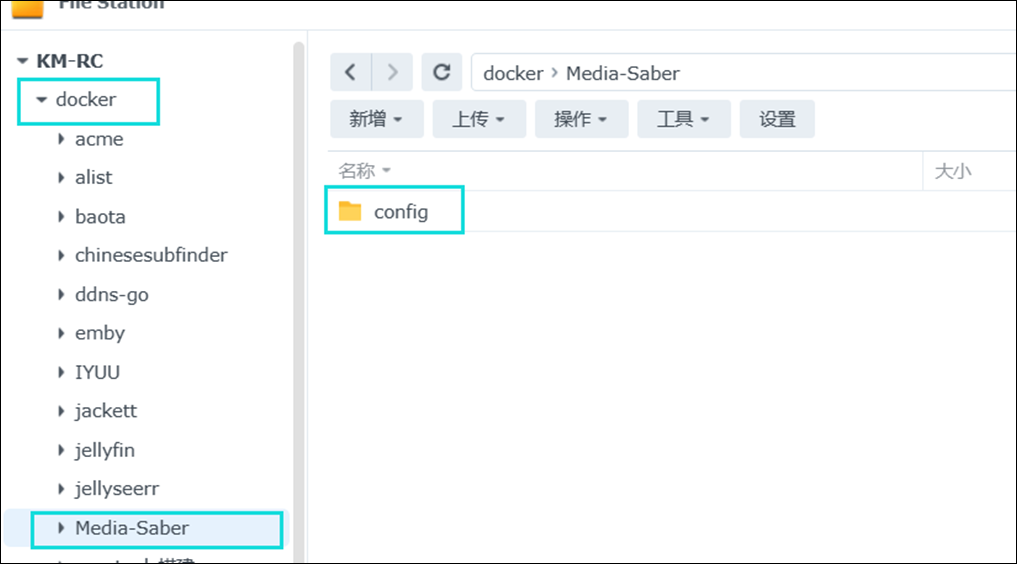 File Station
KM-RC
docker
acme
alist
baota
chinesesubfinder
ddns-go
emby
IYUU
jackett
jellyfin
jellyseerr
Media-Saber
docker › Media-Saber
新增 上传 操作 工具 设置
名称 大小
config